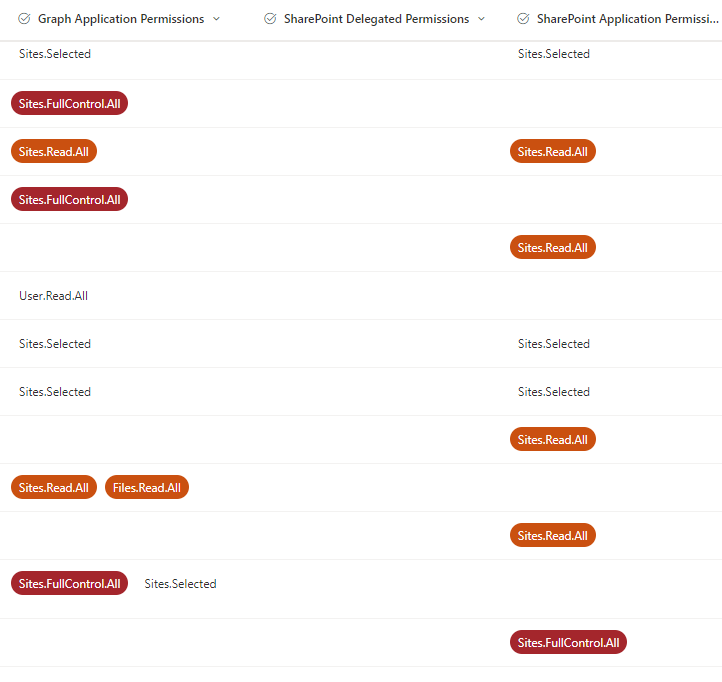 Graph Application Permissions SharePoint Delegated Permissions SharePoint Application Permissi...
Sites.Selected Sites.Selected
Sites.FullControl.All
Sites.Read.All Sites.Read.All
Sites.FullControl.All
Sites.Read.All
User.Read.All
Sites.Selected Sites.Selected
Sites.Selected Sites.Selected
Sites.Read.All
Sites.Read.All Files.Read.All
Sites.Read.All
Sites.FullControl.All Sites.Selected
Sites.FullControl.All